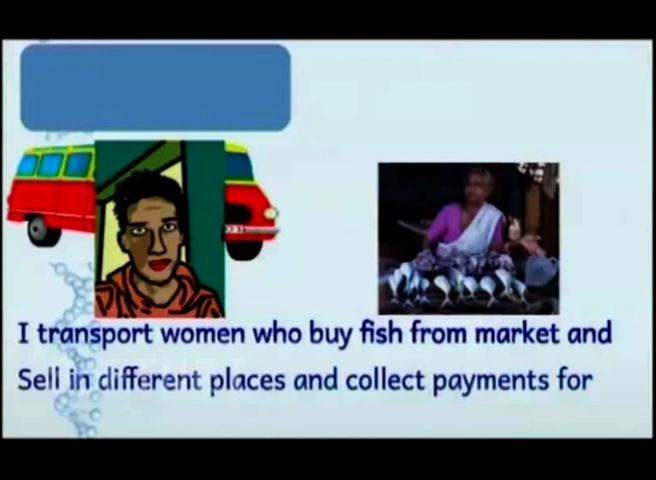 I transport women who buy fish from market and
Sell in different places and collect payments for